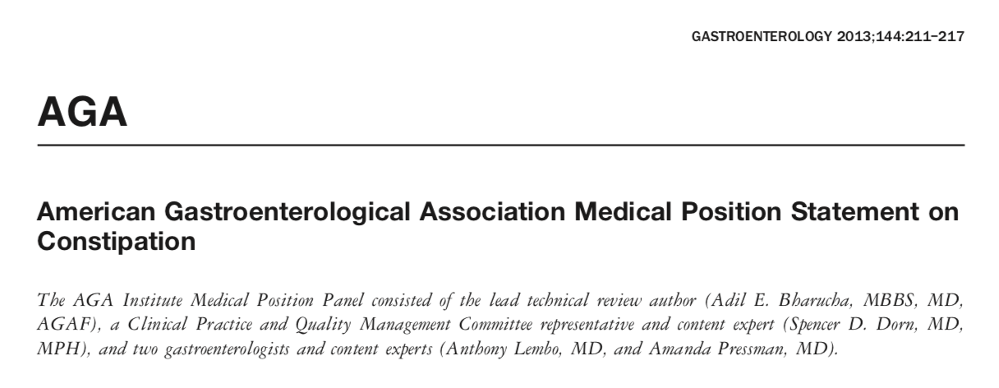 GASTROENTEROLOGY 2013;144:211–217
AGA
American Gastroenterological Association Medical Position Statement on
Constipation
The AGA Institute Medical Position Panel consisted of the lead technical review author (Adil E. Bharucha, MBBS, MD,
AGAF), a Clinical Practice and Quality Management Committee representative and content expert (Spencer D. Dorn, MD,
MPH), and two gastroenterologists and content experts (Anthony Lembo, MD, and Amanda Pressman, MD).